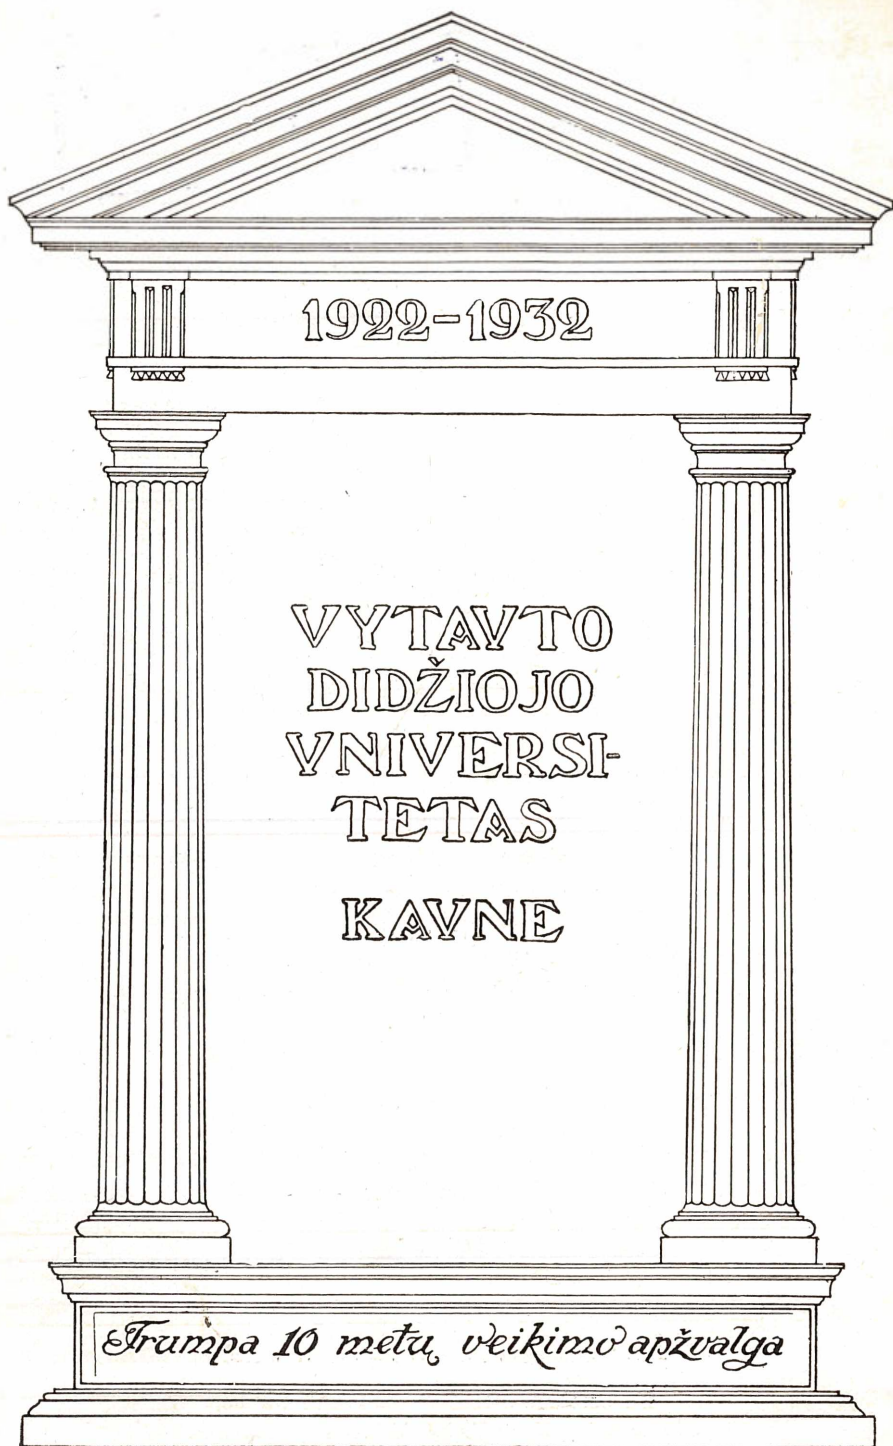 1922-1932
VYTAVTO
DIDŽIOJO
VNIVERSI-
TETAS
KAVNE
Trumpa 10 metų veikimo apžvalga